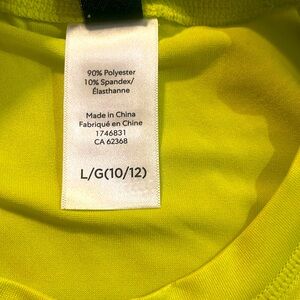 90% Polyester
10% Spandex/
Élasthanne
Made in China
Fabriqué en Chine
1746831
CA 62368
L/G(10/12)